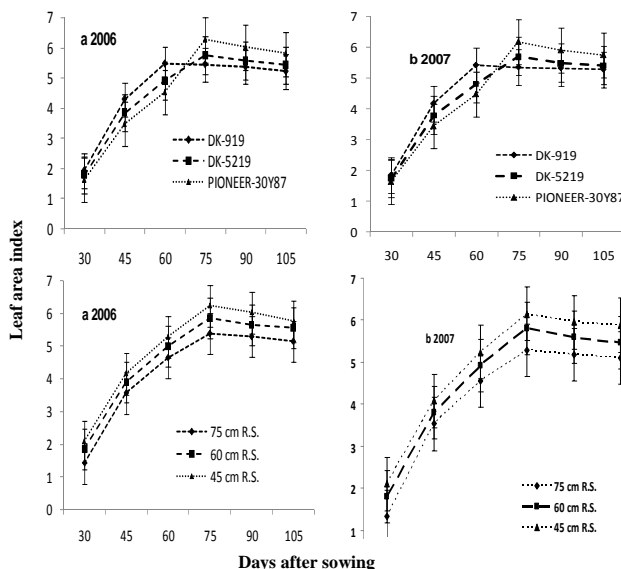 Leaf area index
7
6
5
4
3
2
1
0
a 2006
DK-919
DK-5219
PIONEER-30Y87
30 45 60 75 90 105
7
6
5
4
3
2
1
0
b 2007
DK-919
DK-5219
PIONEER-30Y87
30 45 60 75 90 105
7
6
5
4
3
2
1
0
a 2006
75 cm R.S.
60 cm R.S.
45 cm R.S.
30 45 60 75 90 105
6
5
4
3
2
1
b 2007
75 cm R.S.
60 cm R.S.
45 cm R.S.
Days after sowing